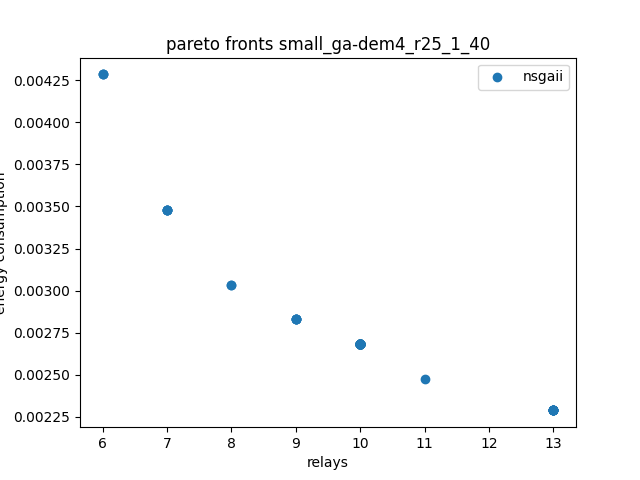 pareto fronts small_ga-dem4_r25_1_40
nsgaii
0.00425
0.00400
0.00375
0.00350
0.00325
0.00300
0.00275
0.00250
0.00225
energy consumption
6 7 8 9 10 11 12 13
relays